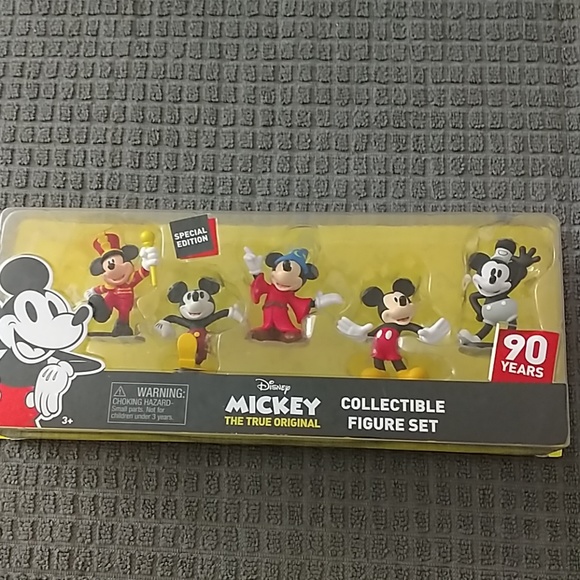 SPECIAL
EDITION
90
YEARS
WARNING:
CHOKING HAZARD-
Small parts. Not for
children under 3 years.
3+
Disney
MICKEY
THE TRUE ORIGINAL
COLLECTIBLE
FIGURE SET